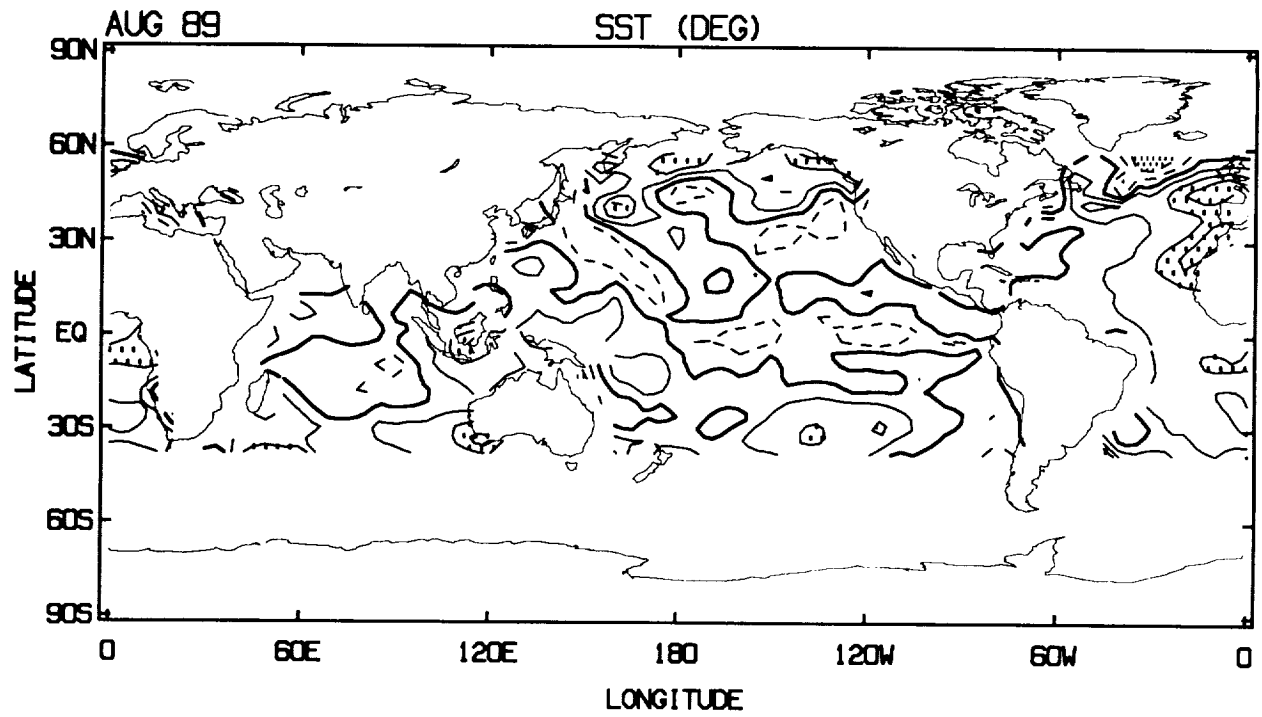 AUG 89 SST (DEG)
90N
60N
30N
EQ
30S
60S
90S
LATITUDE
0 60E 120E 180 120W 60W 0
LONGITUDE